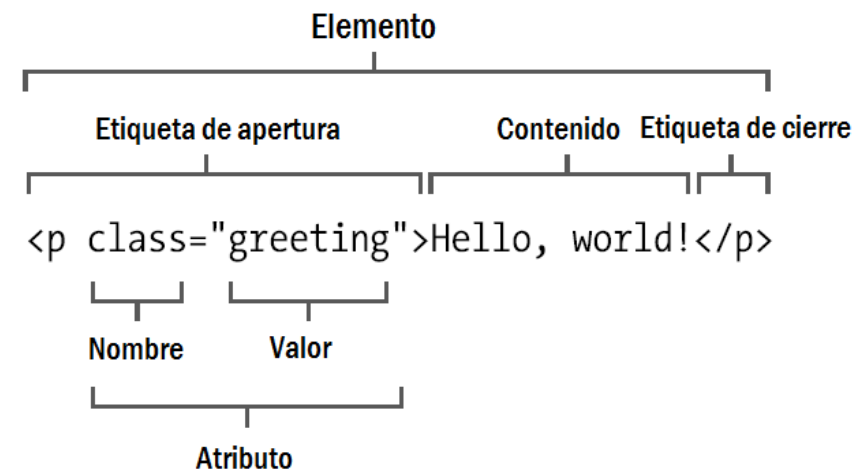 Elemento
Etiqueta de apertura Contenido Etiqueta de cierre
<p class="greeting">Hello, world!</p>
Nombre Valor
Atributo